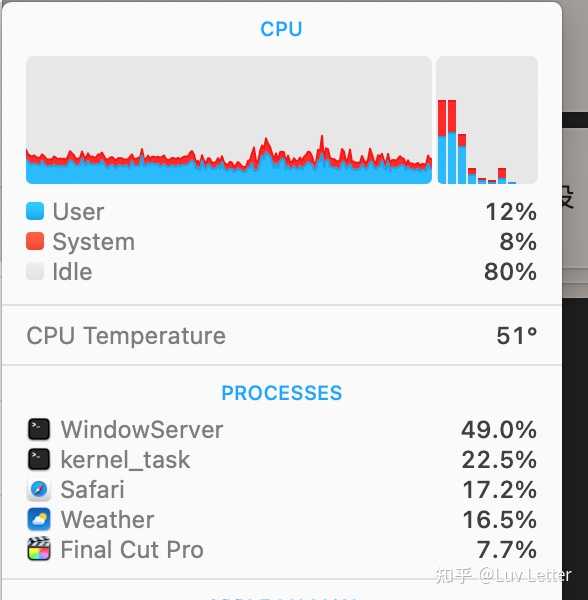 CPU
User 12%
System 8%
Idle 80%
CPU Temperature 51°
PROCESSES
WindowServer 49.0%
kernel_task 22.5%
Safari 17.2%
Weather 16.5%
Final Cut Pro 7.7%
知乎 @Luv Letter